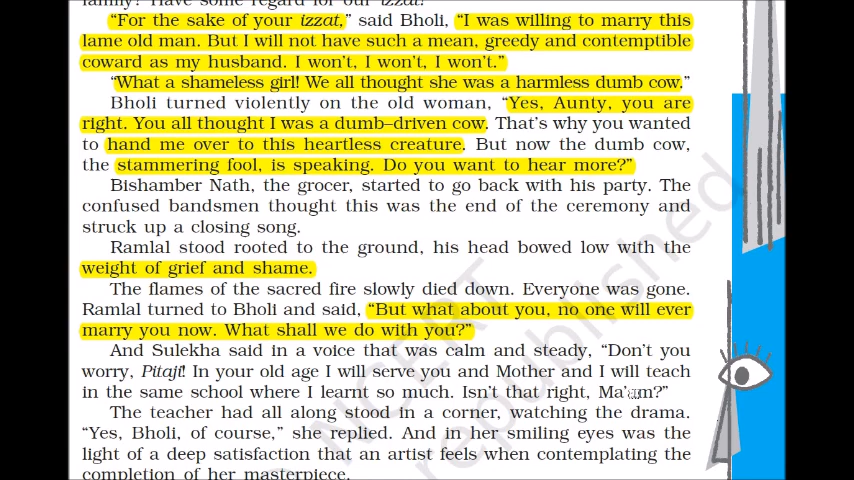 family? Have some regard for our izzat!
"For the sake of your izzat," said Bholi, "I was willing to marry this
lame old man. But I will not have such a mean, greedy and contemptible
coward as my husband. I won't, I won't, I won't."
"What a shameless girl! We all thought she was a harmless dumb cow."
Bholi turned violently on the old woman, "Yes, Aunty, you are
right. You all thought I was a dumb–driven cow. That's why you wanted
to hand me over to this heartless creature. But now the dumb cow,
the stammering fool, is speaking. Do you want to hear more?"
Bishamber Nath, the grocer, started to go back with his party. The
confused bandsmen thought this was the end of the ceremony and
struck up a closing song.
Ramlal stood rooted to the ground, his head bowed low with the
weight of grief and shame.
The flames of the sacred fire slowly died down. Everyone was gone.
Ramlal turned to Bholi and said, "But what about you, no one will ever
marry you now. What shall we do with you?"
And Sulekha said in a voice that was calm and steady, "Don't you
worry, Pitaji! In your old age I will serve you and Mother and I will teach
in the same school where I learnt so much. Isn't that right, Ma'am?"
The teacher had all along stood in a corner, watching the drama.
"Yes, Bholi, of course," she replied. And in her smiling eyes was the
light of a deep satisfaction that an artist feels when contemplating the
completion of her masterpiece.
NCERT
republished